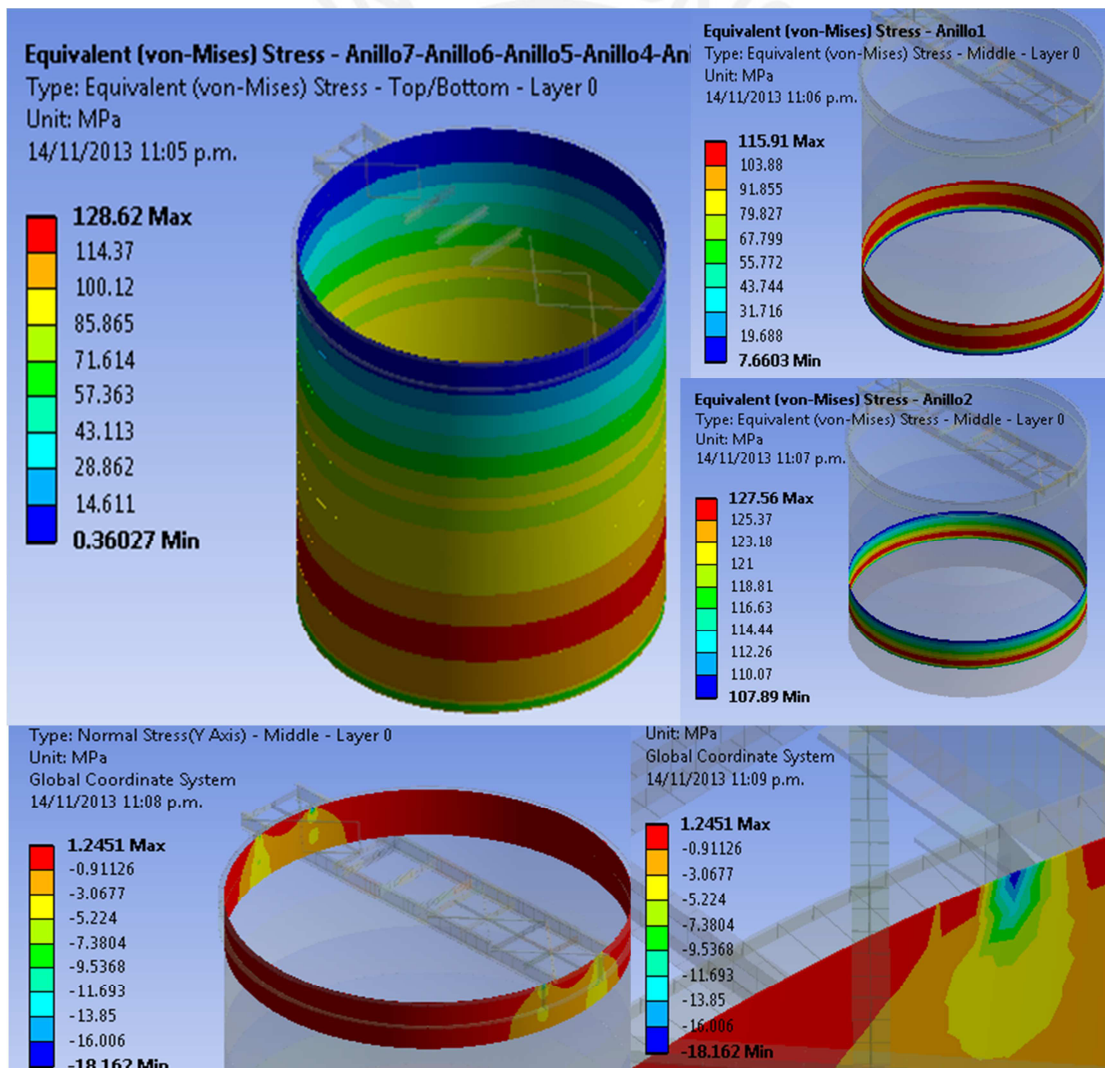 Equivalent (von-Mises) Stress - Anillo7-Anillo6-Anillo5-Anillo4-Ani
Type: Equivalent (von-Mises) Stress - Top/Bottom - Layer 0
Unit: MPa
14/11/2013 11:05 p.m.
128.62 Max
114.37
100.12
85.865
71.614
57.363
43.113
28.862
14.611
0.36027 Min
Equivalent (von-Mises) Stress - Anillo1
Type: Equivalent (von-Mises) Stress - Middle - Layer 0
Unit: MPa
14/11/2013 11:06 p.m.
115.91 Max
103.88
91.855
79.827
67.799
55.772
43.744
31.716
19.688
7.6603 Min
Equivalent (von-Mises) Stress - Anillo2
Type: Equivalent (von-Mises) Stress - Middle - Layer 0
Unit: MPa
14/11/2013 11:07 p.m.
127.56 Max
125.37
123.18
121
118.81
116.63
114.44
112.26
110.07
107.89 Min
Type: Normal Stress(Y Axis) - Middle - Layer 0
Unit: MPa
Global Coordinate System
14/11/2013 11:08 p.m.
1.2451 Max
-0.91126
-3.0677
-5.224
-7.3804
-9.5368
-11.693
-13.85
-16.006
-18.162 Min
Unit: MPa
Global Coordinate System
14/11/2013 11:09 p.m.
1.2451 Max
-0.91126
-3.0677
-5.224
-7.3804
-9.5368
-11.693
-13.85
-16.006
-18.162 Min